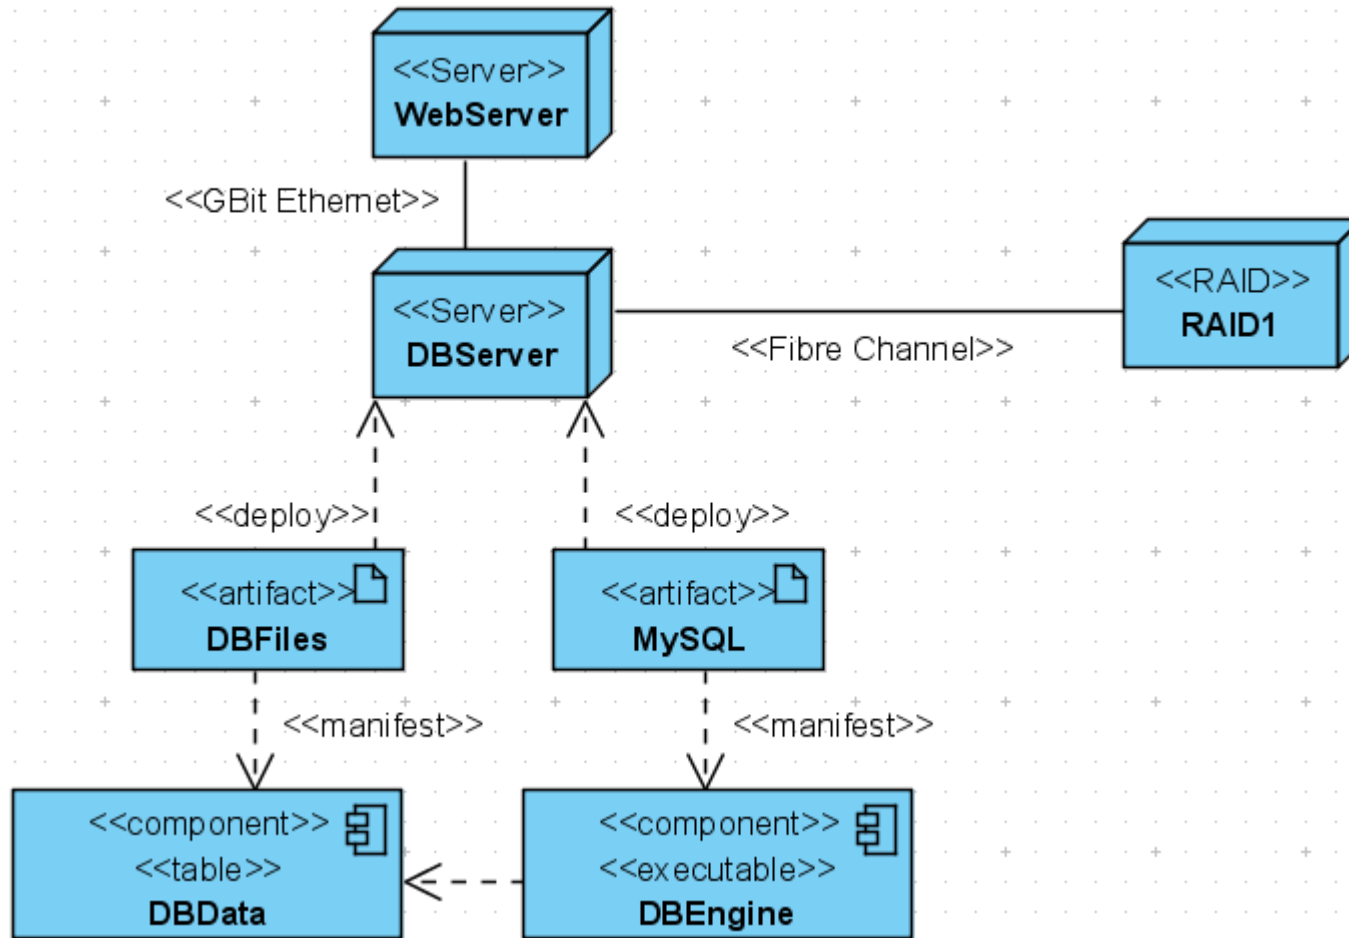 <<Server>>
WebServer
<<GBit Ethernet>>
<<Server>>
DBServer
<<RAID>>
RAID1
<<Fibre Channel>>
<<deploy>>
<<deploy>>
<<artifact>>
DBFiles
<<artifact>>
MySQL
<<manifest>>
<<manifest>>
<<component>>
<<table>>
DBData
<<component>>
<<executable>>
DBEngine